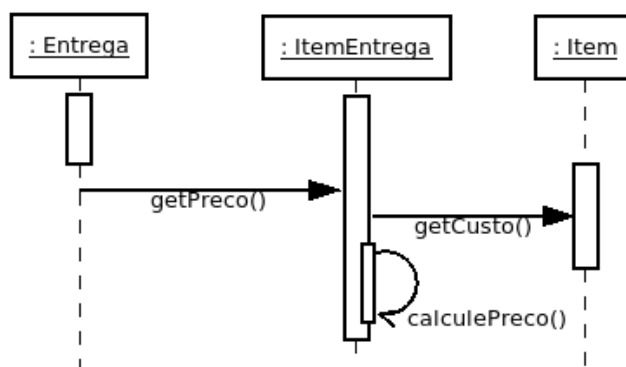 : Entrega
: ItemEntrega
: Item
getPreco()
getCusto()
calculePreco()